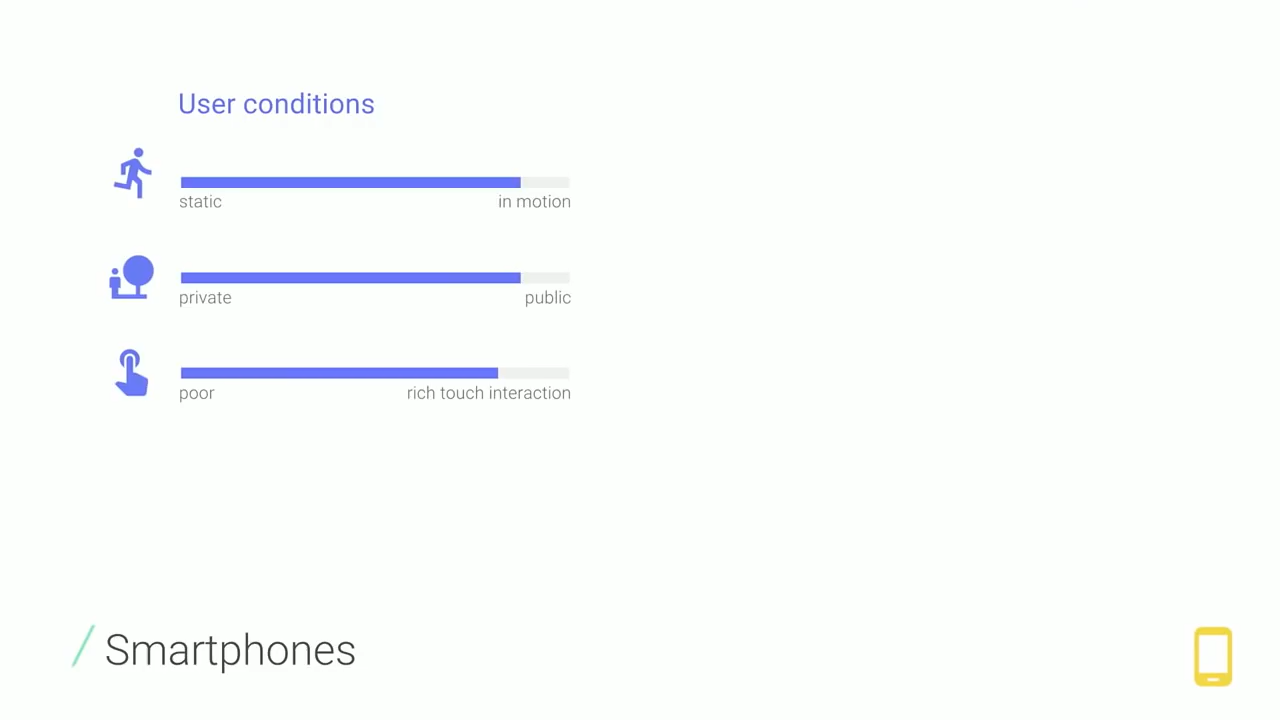 User conditions
static in motion
private public
poor rich touch interaction
Smartphones